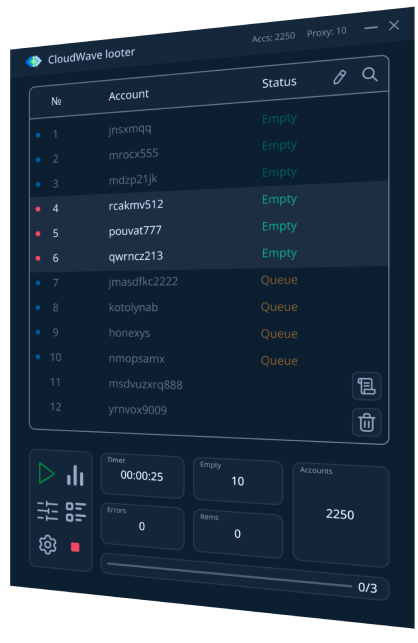 CloudWave looter Accs: 2250 Proxy: 10
№ Account Status
1 jnsxmqq Empty
2 mrocx555 Empty
3 mdzp21jk Empty
4 rcakmv512 Empty
5 pouvat777 Empty
6 qwrncz213 Empty
7 jmasdfkc2222 Queue
8 kotolynab Queue
9 honexys Queue
10 nmopsamx Queue
11 msdvuzxrq888
12 yrnvox9009
Timer
00:00:25
Empty
10
Accounts
2250
Errors
0
Items
0
0/3